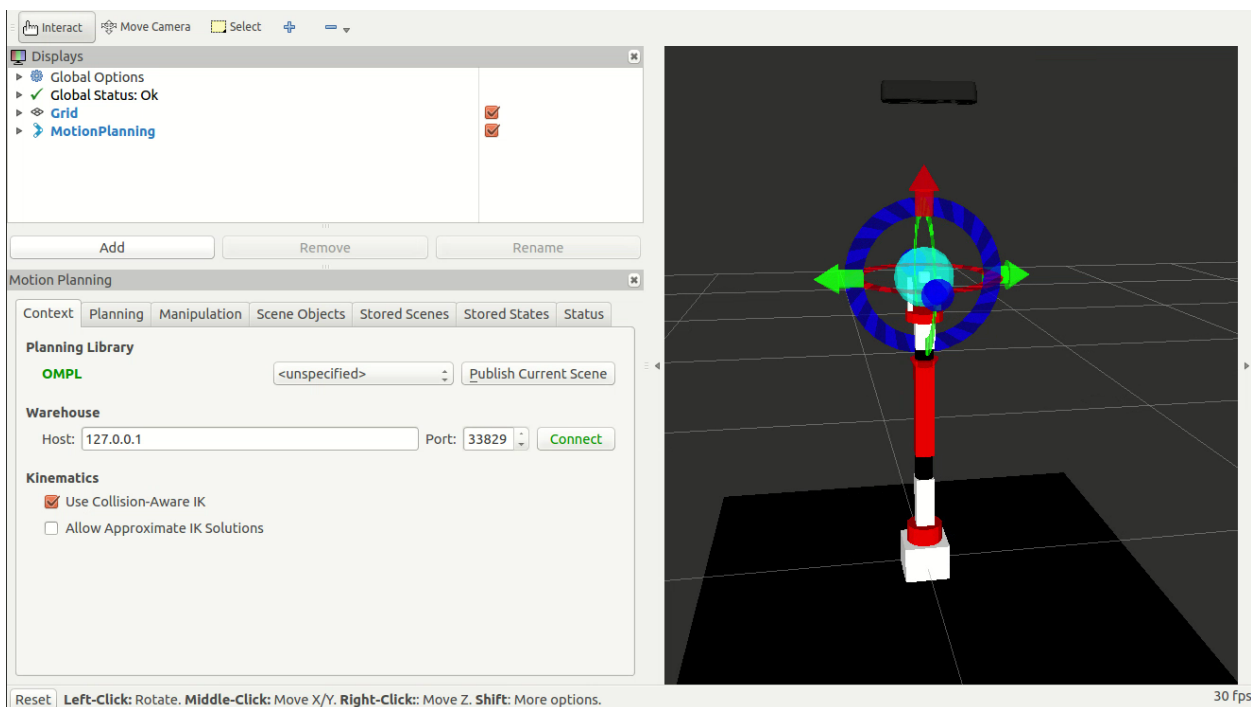 Interact Move Camera Select
Displays
Global Options
Global Status: Ok
Grid
MotionPlanning
Add Remove Rename
Motion Planning
Context Planning Manipulation Scene Objects Stored Scenes Stored States Status
Planning Library
OMPL <unspecified> Publish Current Scene
Warehouse
Host: 127.0.0.1 Port: 33829 Connect
Kinematics
Use Collision-Aware IK
Allow Approximate IK Solutions
Reset Left-Click: Rotate. Middle-Click: Move X/Y. Right-Click:: Move Z. Shift: More options. 30 fps